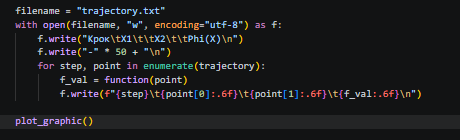 filename = "trajectory.txt"
with open(filename, "w", encoding="utf-8") as f:
    f.write("Крок\tX1\t\tX2\t\tPhi(X)\n")
    f.write("-" * 50 + "\n")
    for step, point in enumerate(trajectory):
        f_val = function(point)
        f.write(f"{step}\t{point[0]:.6f}\t{point[1]:.6f}\t{f_val:.6f}\n")
plot_graphic()